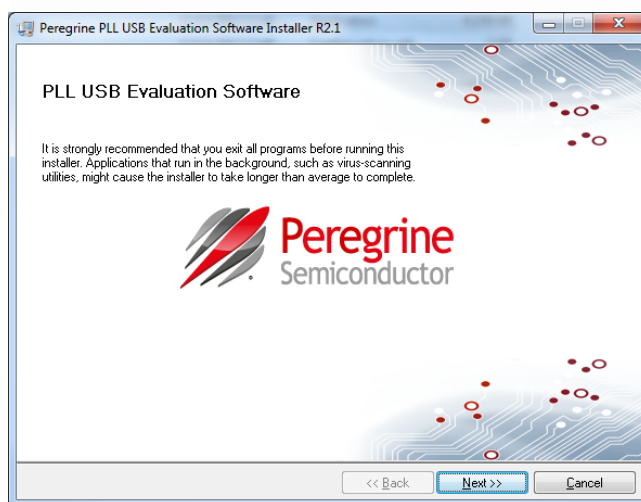 Peregrine PLL USB Evaluation Software Installer R2.1
PLL USB Evaluation Software
It is strongly recommended that you exit all programs before running this
installer. Applications that run in the background, such as virus-scanning
utilities, might cause the installer to take longer than average to complete.
Peregrine
Semiconductor
<< Back
Next >>
Cancel